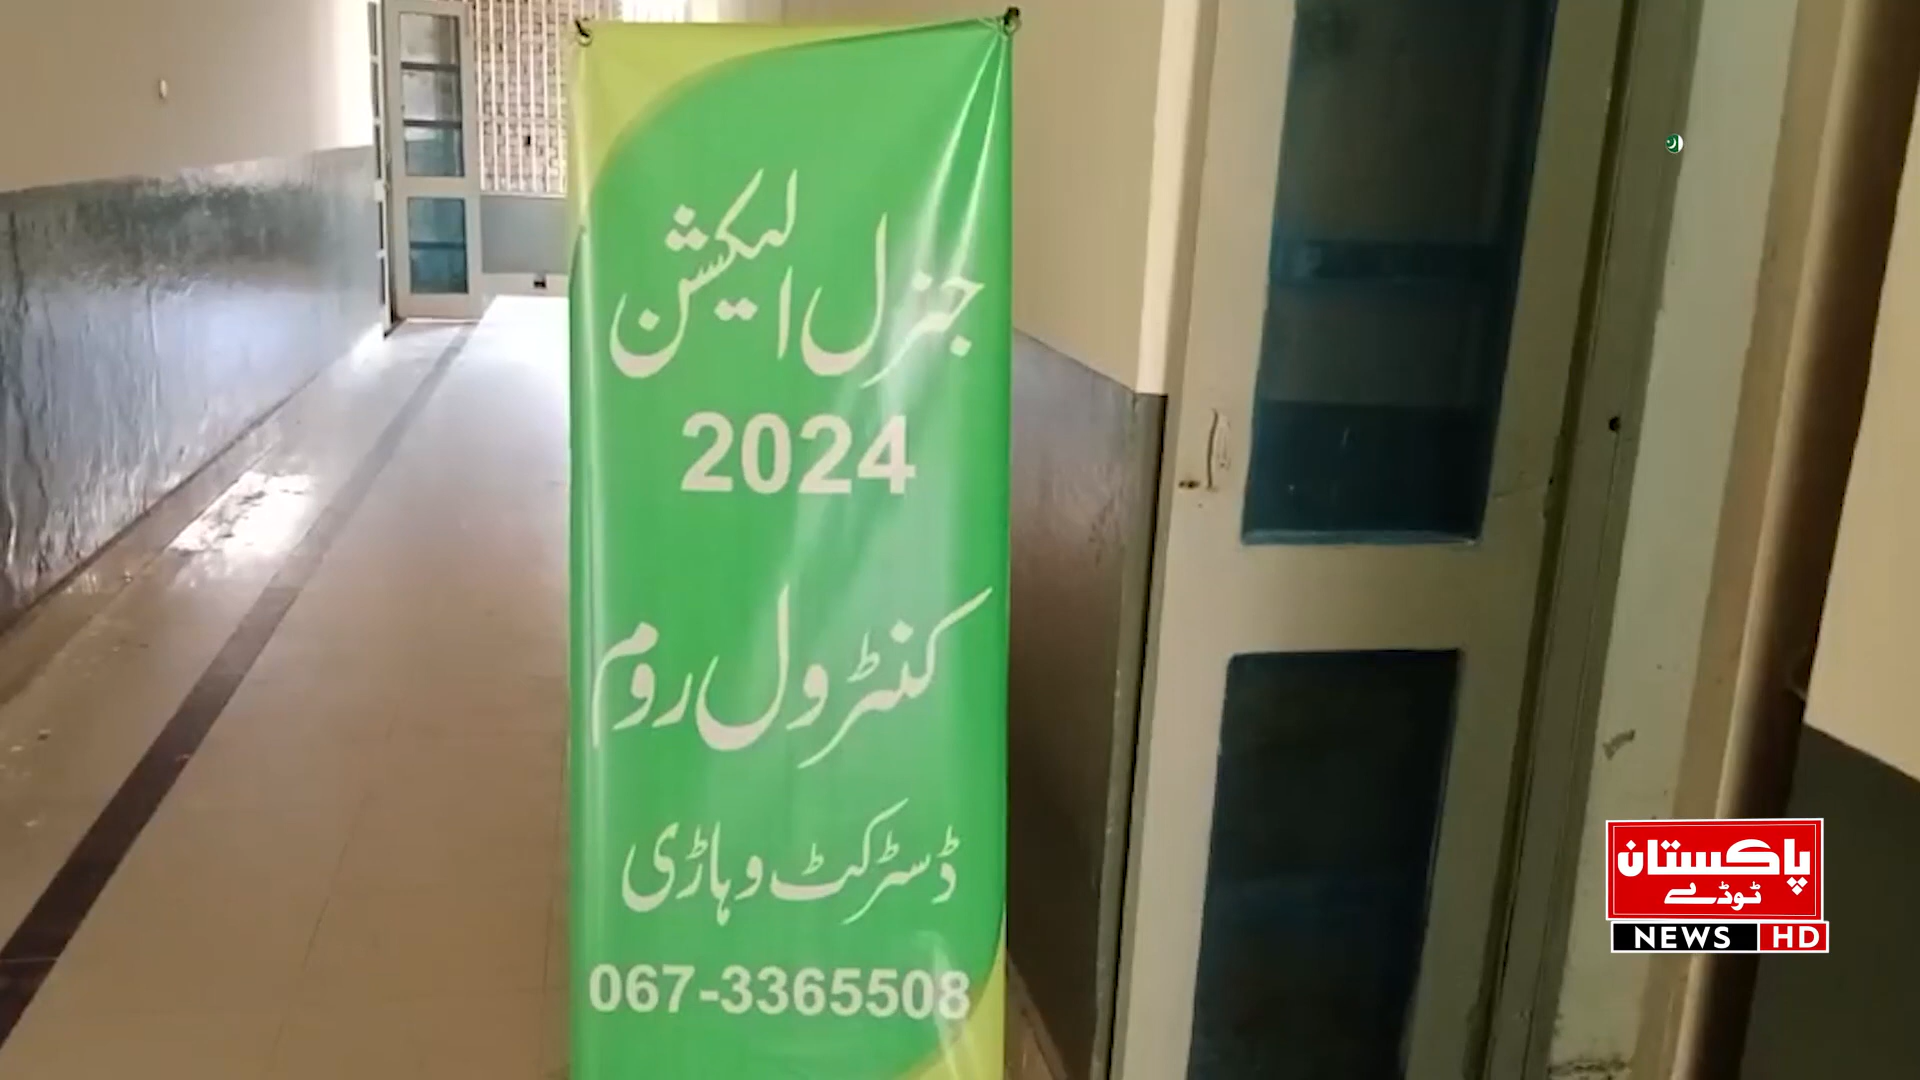 جنرل الیکشن
2024
کنٹرول روم
ڈسٹرکٹ وہاڑی
067-3365508
پاکستان
ٹوڈے
NEWS HD